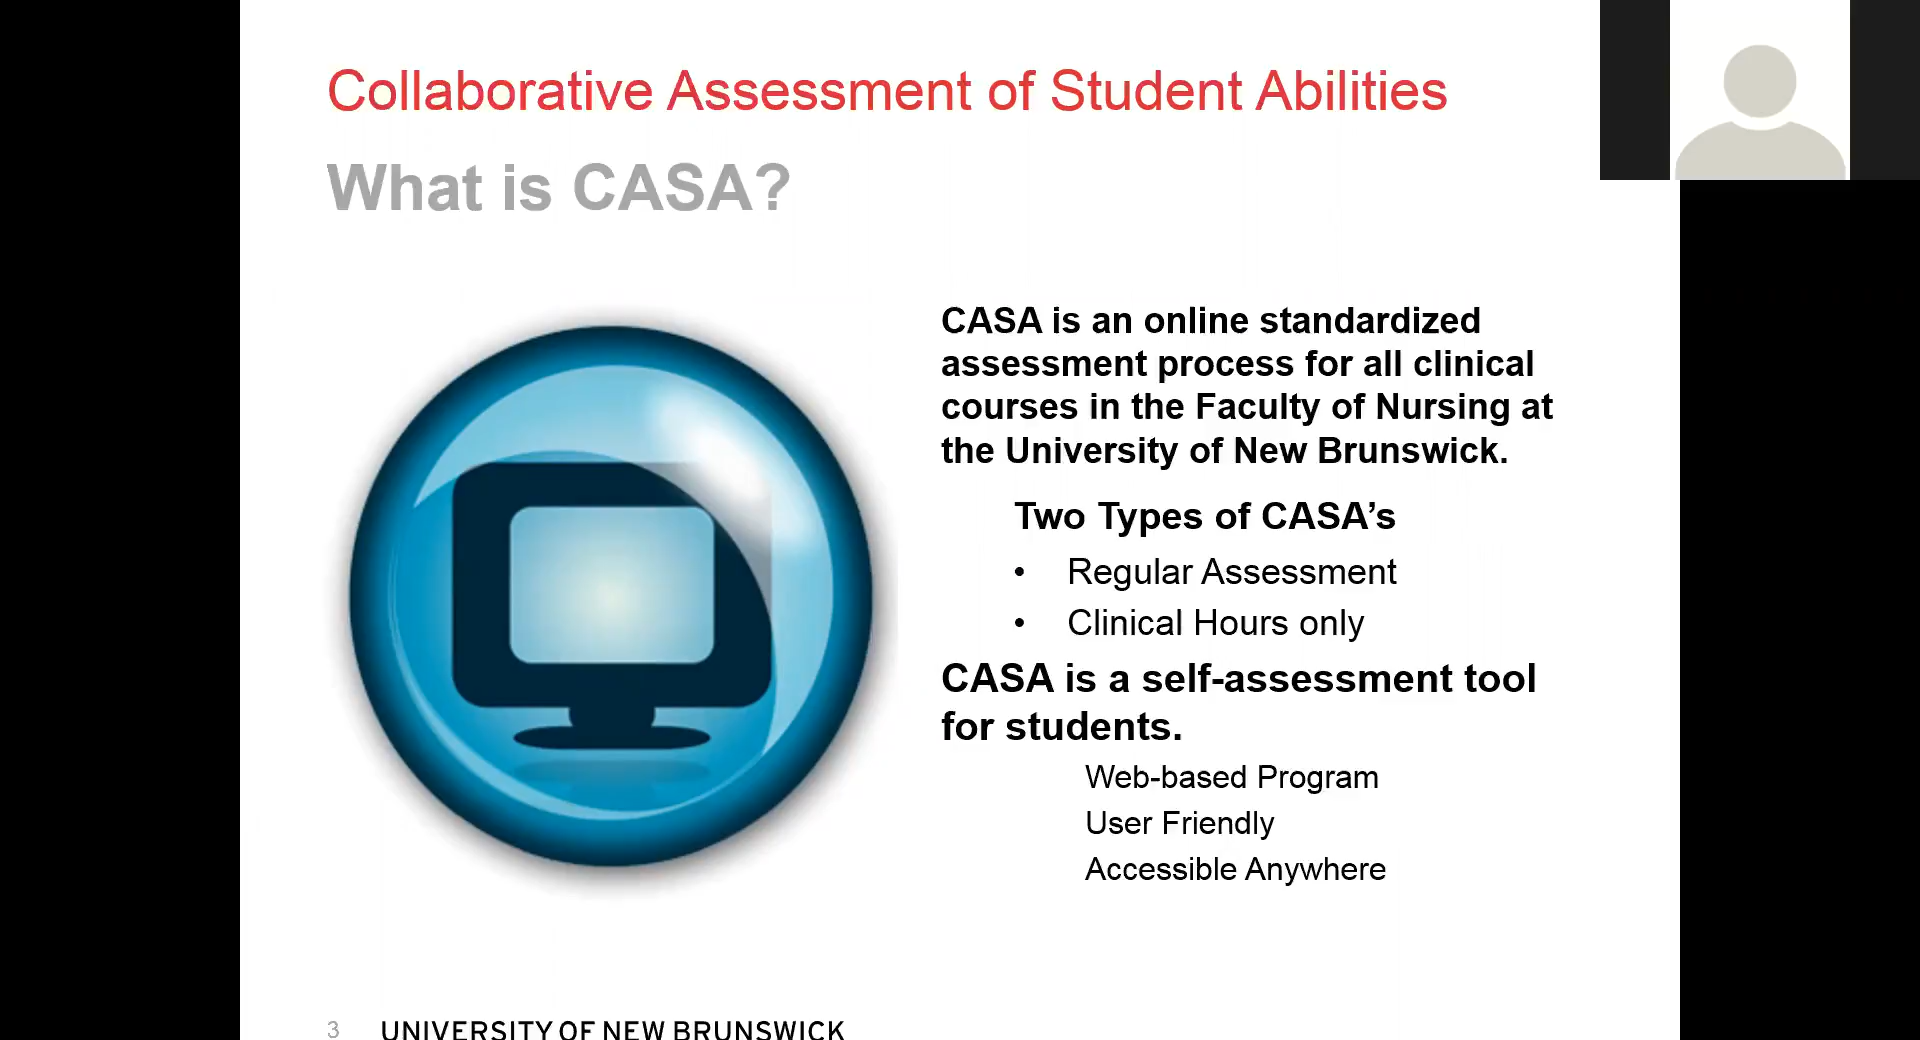 Collaborative Assessment of Student Abilities
What is CASA?
CASA is an online standardized
assessment process for all clinical
courses in the Faculty of Nursing at
the University of New Brunswick.
Two Types of CASA’s
• Regular Assessment
• Clinical Hours only
CASA is a self-assessment tool
for students.
Web-based Program
User Friendly
Accessible Anywhere
3 UNIVERSITY OF NEW BRUNSWICK